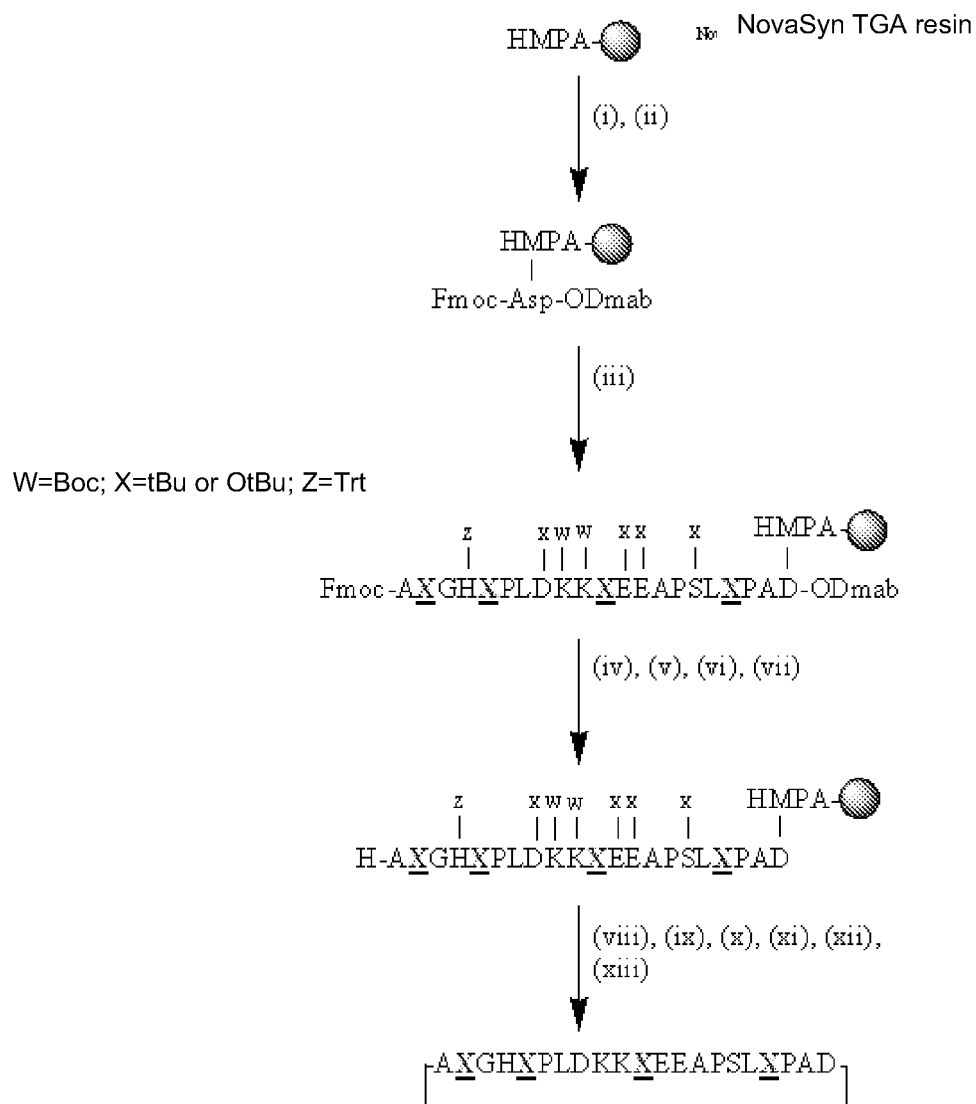 HMPA- NovaSyn TGA resin
(i), (ii)
HMPA-
Fmoc-Asp-ODmab
(iii)
W=Boc; X=tBu or OtBu; Z=Trt
HMPA-
z x w w x x x
Fmoc-AXGHXPLDKKXEEAPSLXPAD-ODmab
(iv), (v), (vi), (vii)
HMPA-
z x w w x x x
H-AXGHXPLDKKXEEAPSLXPAD
(viii), (ix), (x), (xi), (xii),
(xiii)
AXGHXPLDKKXEEAPSLXPAD